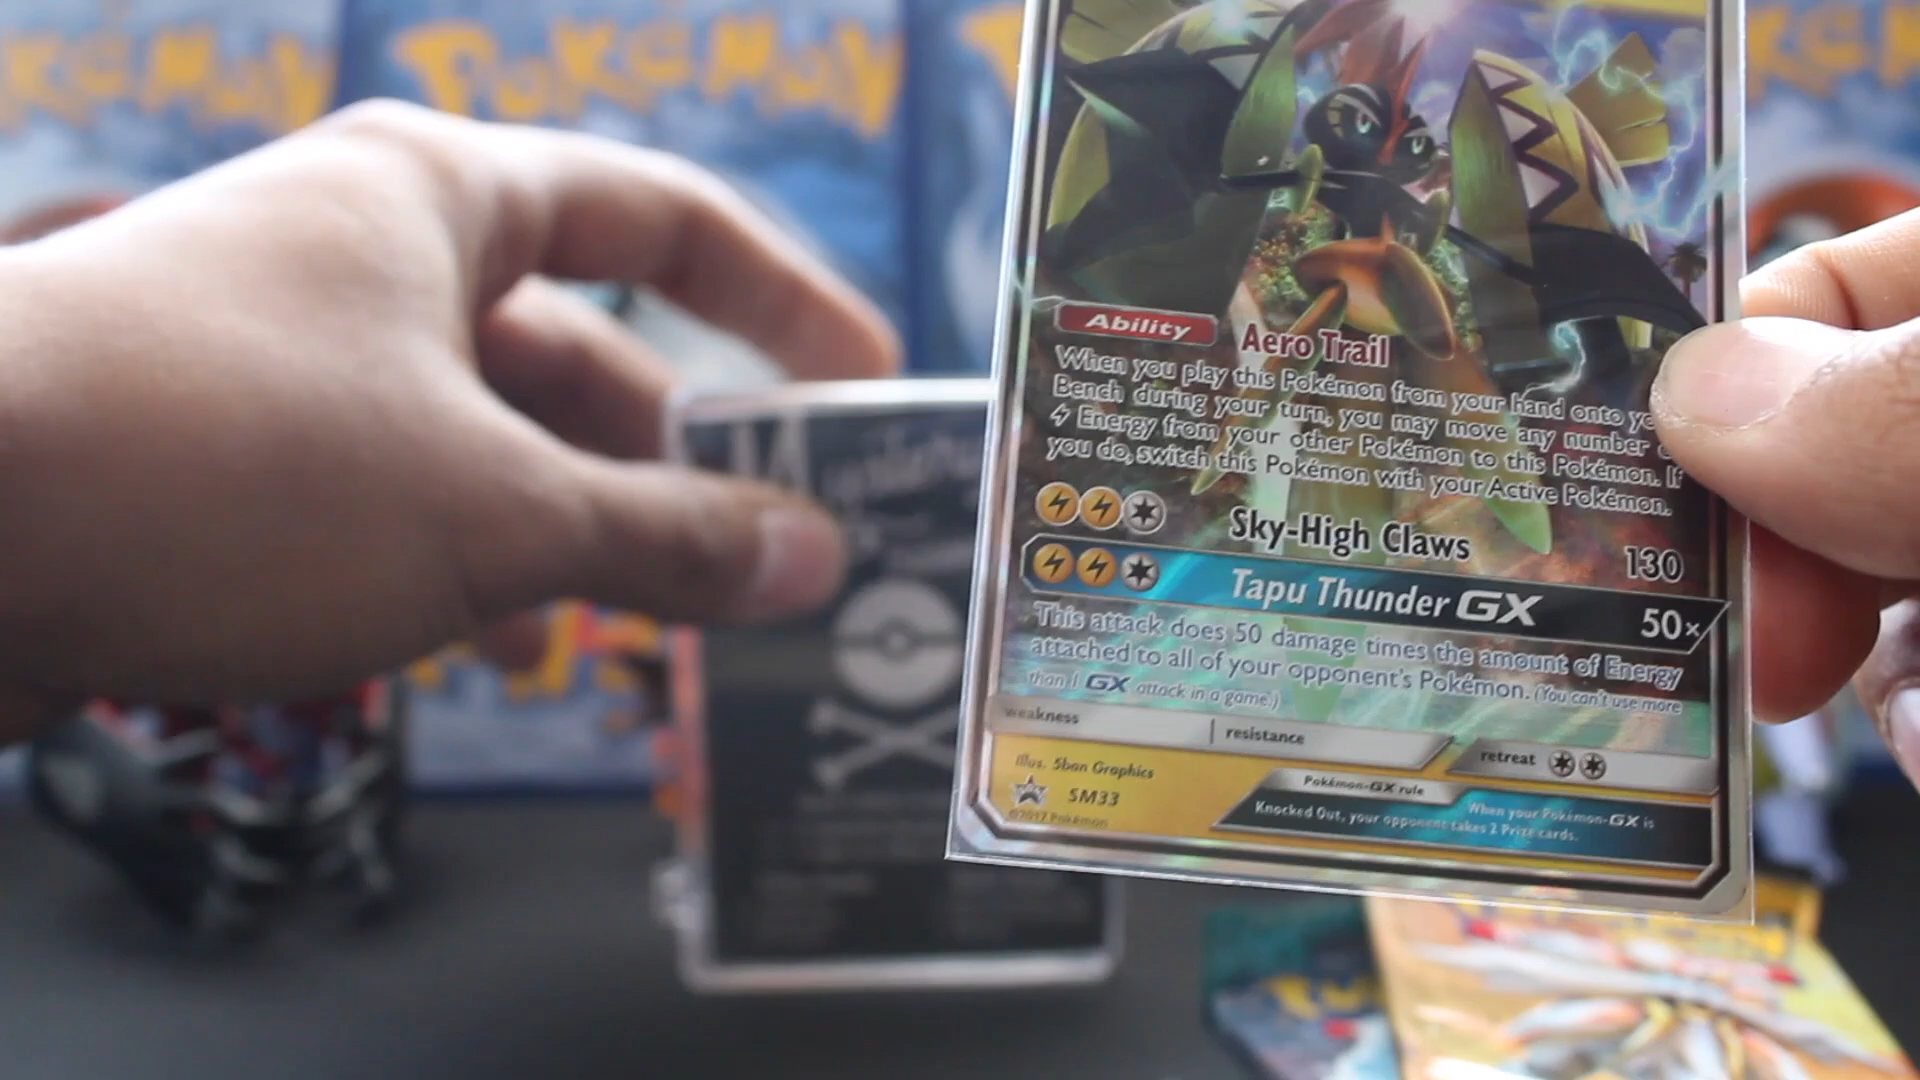 POKéMON
Ability Aero Trail
When you play this Pokémon from your hand onto
Bench during your turn, you may move any number
Energy from your other Pokémon to this Pokémon. If
you do, switch this Pokémon with your Active Pokémon.
Sky-High Claws 130
Tapu Thunder GX 50×
This attack does 50 damage times the amount of Energy
attached to all of your opponent's Pokémon. (You can't use more
than 1 GX attack in a game.)
weakness resistance retreat
Illus. 5ban Graphics
SM33
©2017 Pokémon
Pokémon-GX rule
When your Pokémon-GX is
Knocked Out, your opponent takes 2 Prize cards.